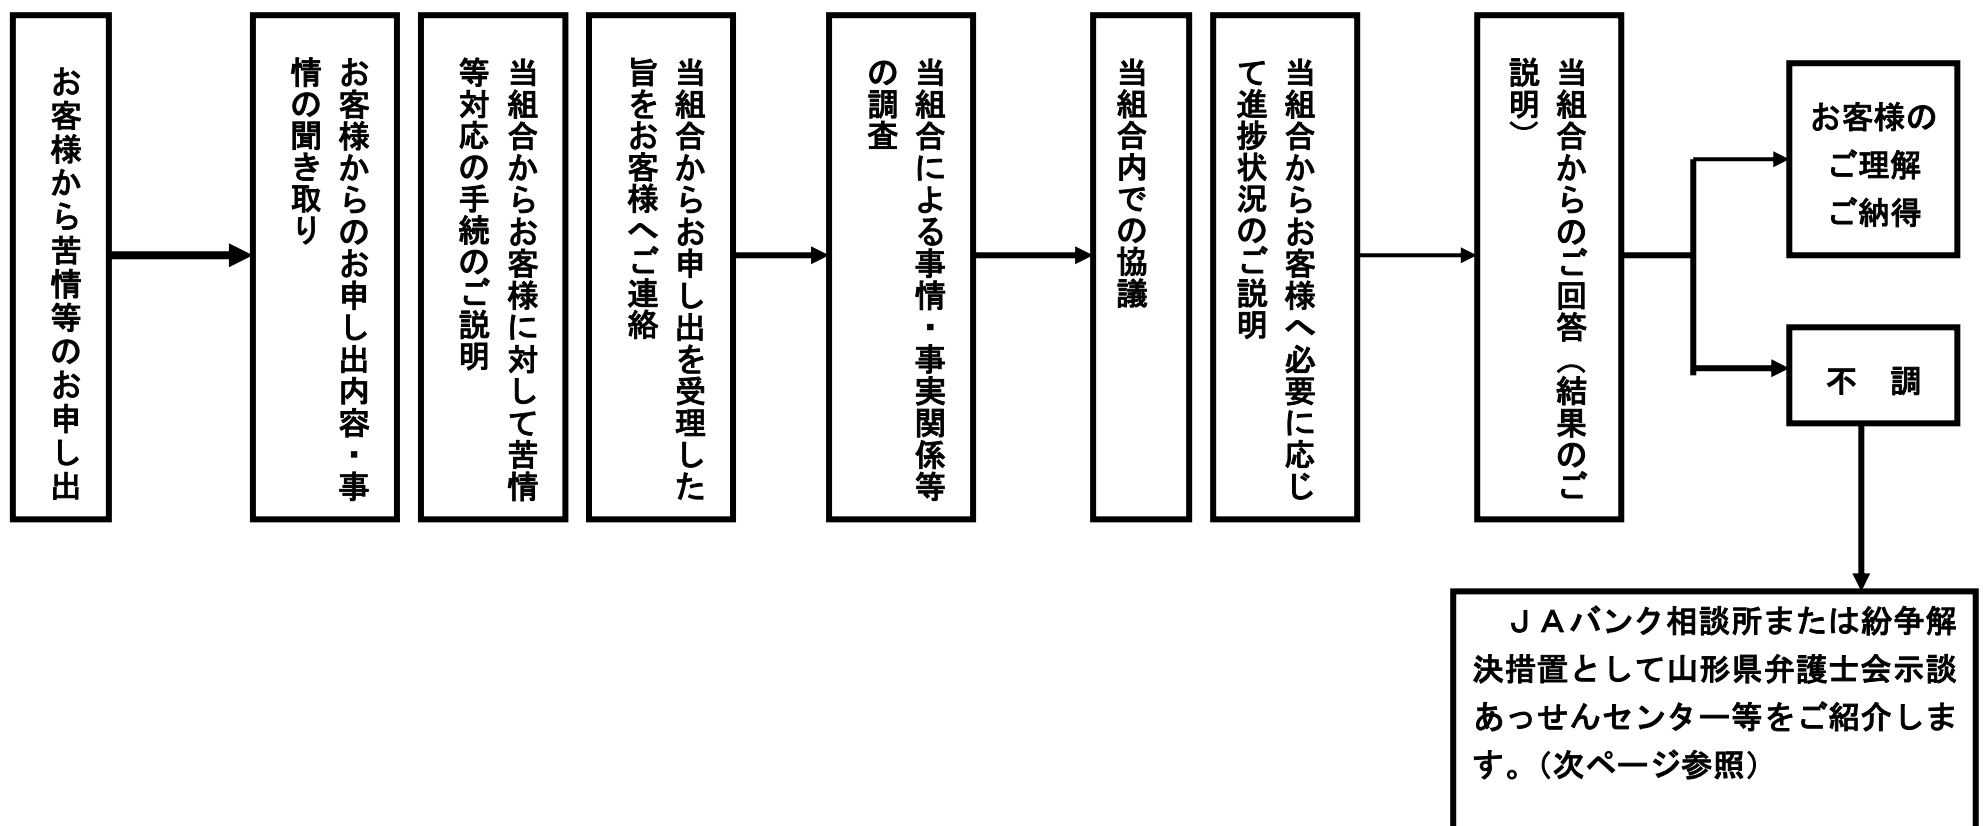 お客様から苦情等のお申し出
お客様からのお申し出内容・事
情の聞き取り
当組合からお客様に対して苦情
等対応の手続のご説明
当組合からお申し出を受理した
旨をお客様へご連絡
当組合による事情・事実関係等
の調査
当組合内での協議
当組合からお客様へ必要に応じ
て進捗状況のご説明
当組合からのご回答（結果のご
説明）
お客様の
ご理解
ご納得
不　調
ＪＡバンク相談所または紛争解
決措置として山形県弁護士会示談
あっせんセンター等をご紹介しま
す。（次ページ参照）